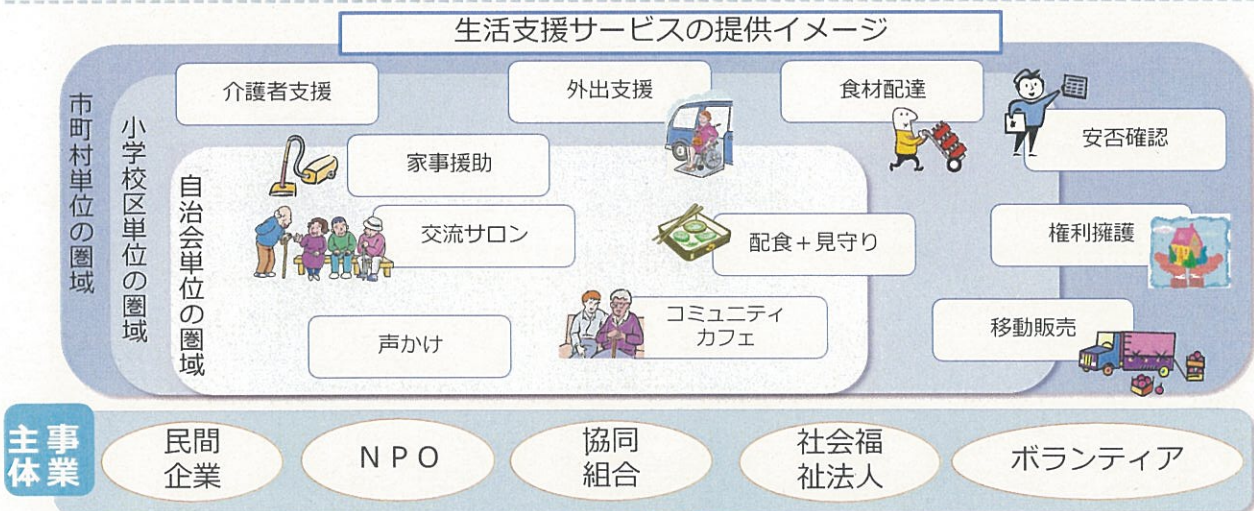 生活支援サービスの提供イメージ
市町村単位の圏域
小学校区単位の圏域
自治会単位の圏域
介護者支援
外出支援
食材配達
安否確認
家事援助
交流サロン
配食+見守り
権利擁護
声かけ
コミュニティ
カフェ
移動販売
事業
主体
民間
企業
NPO
協同
組合
社会福
祉法人
ボランティア